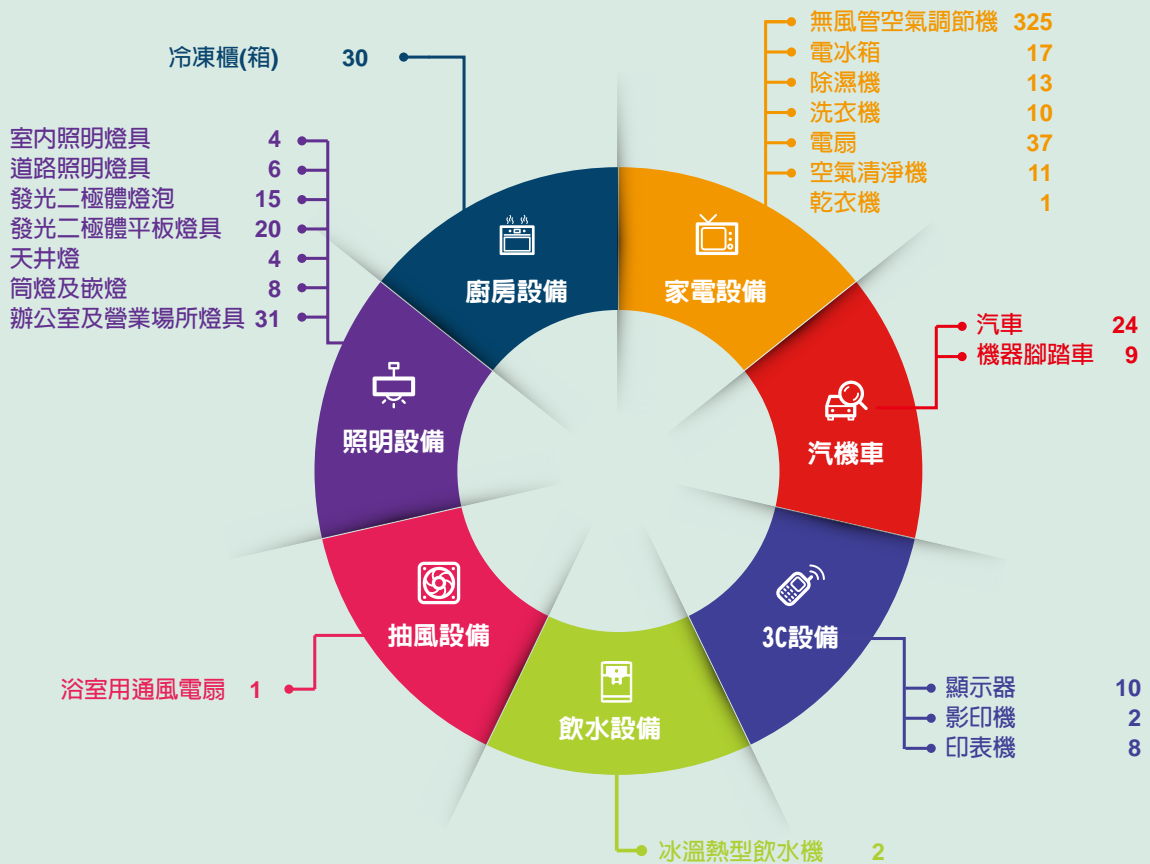 無風管空氣調節機 325
電冰箱 17
除濕機 13
洗衣機 10
電扇 37
空氣清淨機 11
乾衣機 1
冷凍櫃(箱) 30
室內照明燈具 4
道路照明燈具 6
發光二極體燈泡 15
發光二極體平板燈具 20
天井燈 4
筒燈及嵌燈 8
辦公室及營業場所燈具 31
廚房設備
家電設備
汽車 24
機器腳踏車 9
照明設備
汽機車
抽風設備
3C設備
浴室用通風電扇 1
飲水設備
顯示器 10
影印機 2
印表機 8
冰溫熱型飲水機 2